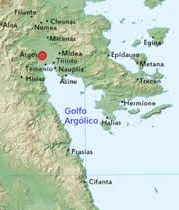 Fliunte
Cleonas
Alea
Nemea
Micenas
Egina
Argos
Midea
Epidauro
Tirinto
Metana
Temenio
Nauplia
Hisias
Asine
Trecén
Hermíone
Golfo
Argólico
Halias
Prasias
Cifanta